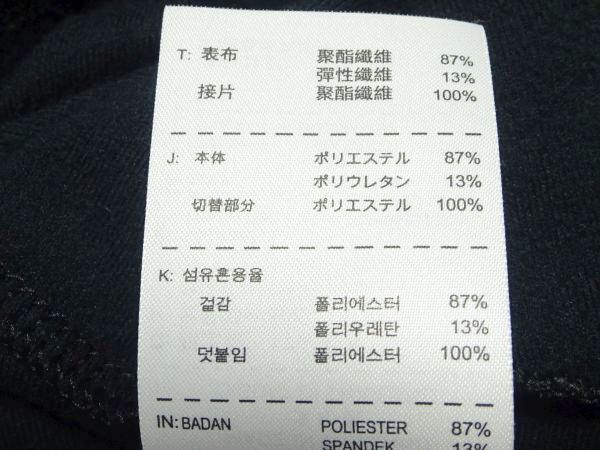 T: 表布 聚酯纖維 87%
彈性纖維 13%
接片 聚酯纖維 100%
J: 本体 ポリエステル 87%
ポリウレタン 13%
切替部分 ポリエステル 100%
K: 섬유혼용율
겉감 폴리에스터 87%
폴리우레탄 13%
덧붙임 폴리에스터 100%
IN: BADAN POLIESTER 87%
SPANDEK 13%